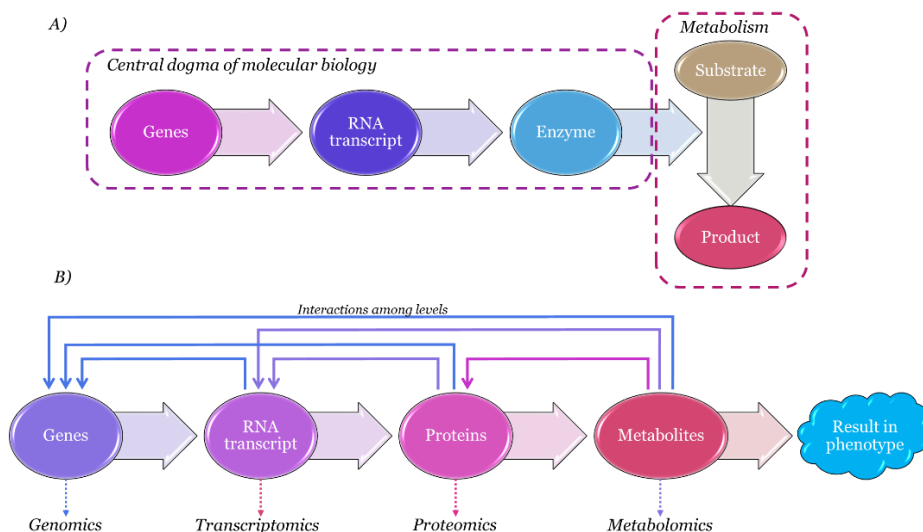 A)
Metabolism
Central dogma of molecular biology
Substrate
Genes
RNA
transcript
Enzyme
Product
B)
Interactions among levels
Genes
RNA
transcript
Proteins
Metabolites
Result in
phenotype
Genomics
Transcriptomics
Proteomics
Metabolomics